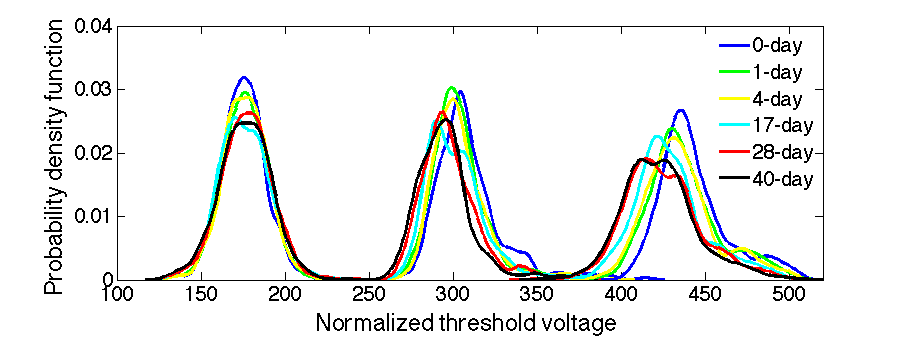 Probability density function
0.04
0.03
0.02
0.01
0
0-day
1-day
4-day
17-day
28-day
40-day
100 150 200 250 300 350 400 450 500
Normalized threshold voltage